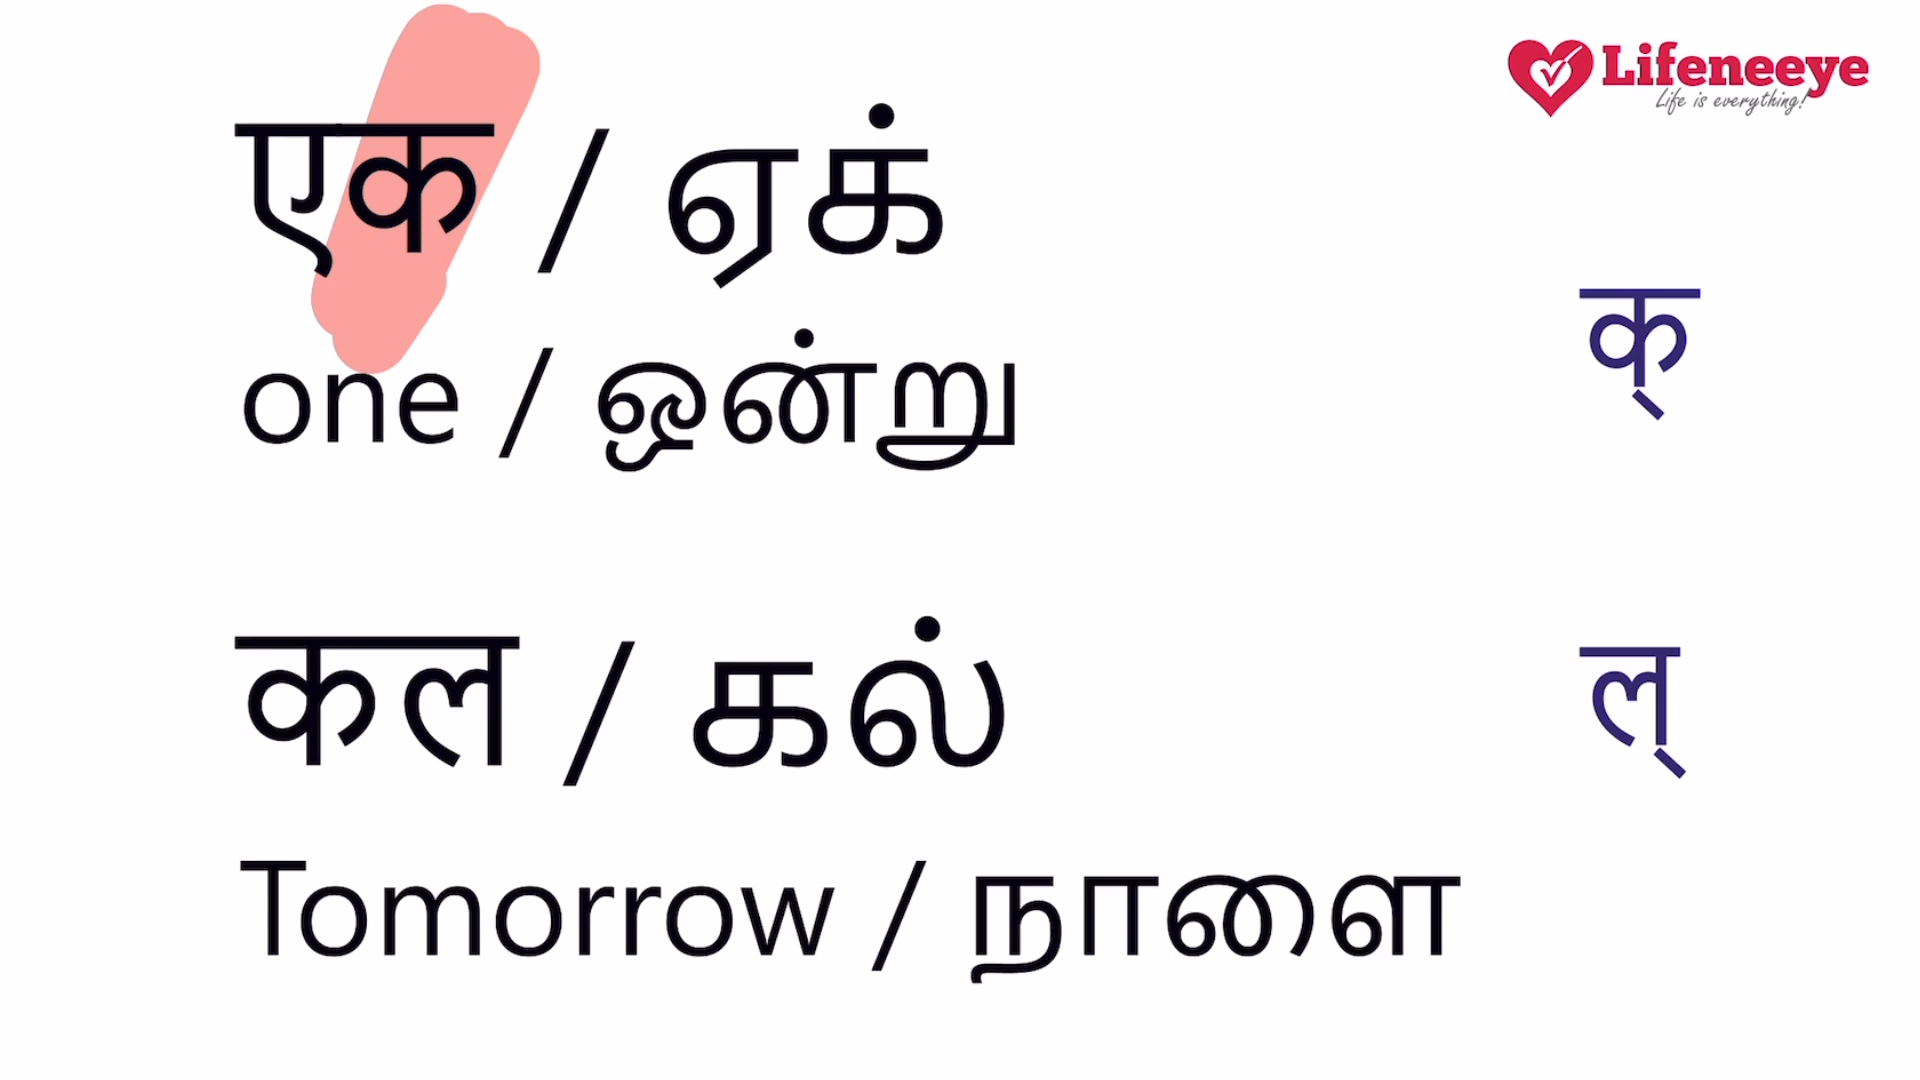 Lifeneeye
Life is everything!
एक / ஏக்
क्
one / ஒன்று
कल / கல்
ल्
Tomorrow / நாளை